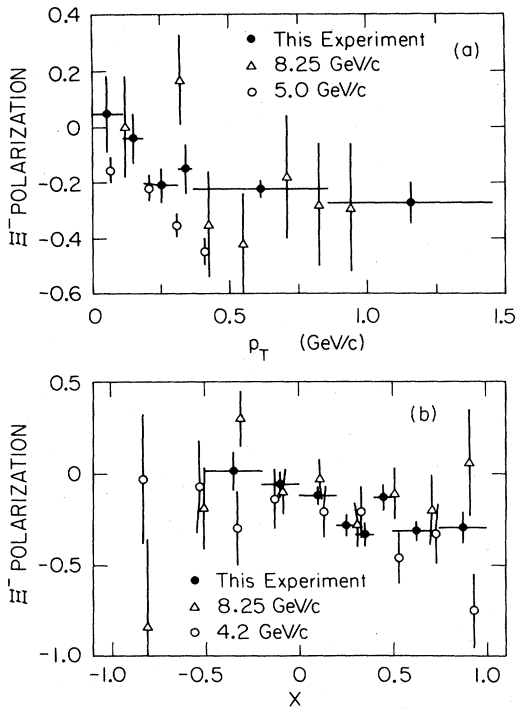 0.4
0.2
0
-0.2
-0.4
-0.6
Ξ⁻ POLARIZATION
● This Experiment
△ 8.25 GeV/c
○ 5.0 GeV/c
(a)
0 0.5 1.0 1.5
p_T (GeV/c)
0.5
0
-0.5
-1.0
Ξ⁻ POLARIZATION
(b)
● This Experiment
△ 8.25 GeV/c
○ 4.2 GeV/c
-1.0 -0.5 0 0.5 1.0
X